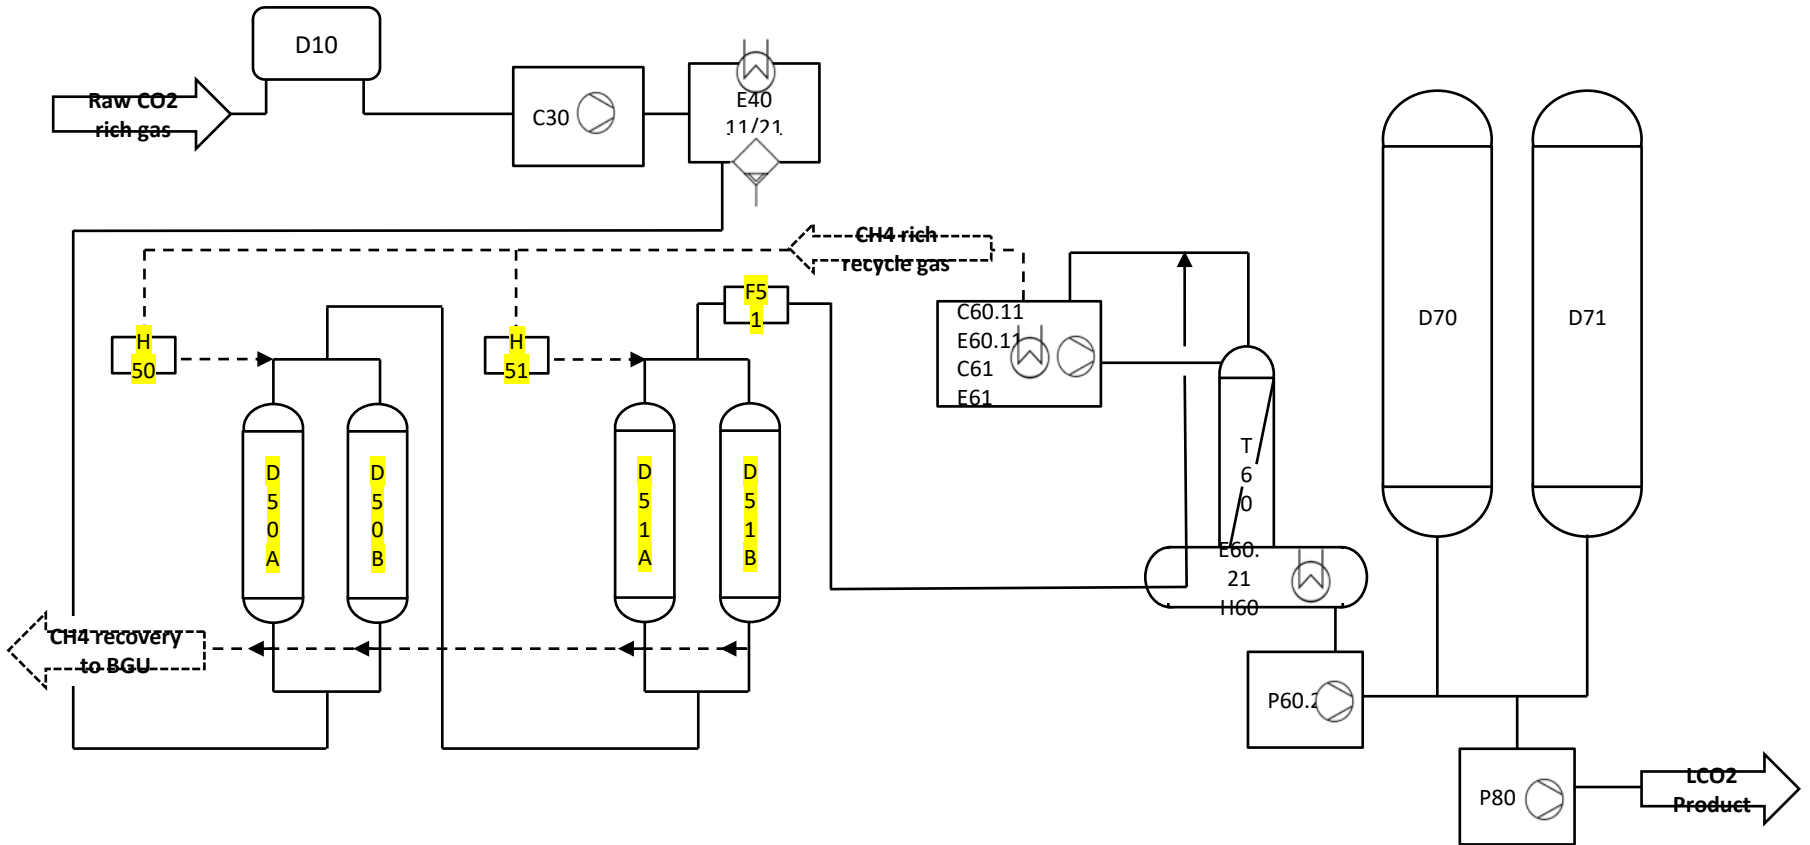 D10
Raw CO2
rich gas
C30
E40
11/21
CH4 rich
recycle gas
F5
1
H
50
H
51
C60.11
E60.11
C61
E61
D70
D71
D
5
0
A
D
5
0
B
D
5
1
A
D
5
1
B
T
6
0
E60.
21
H60
CH4 recovery
to BGU
P60.2
P80
LCO2
Product